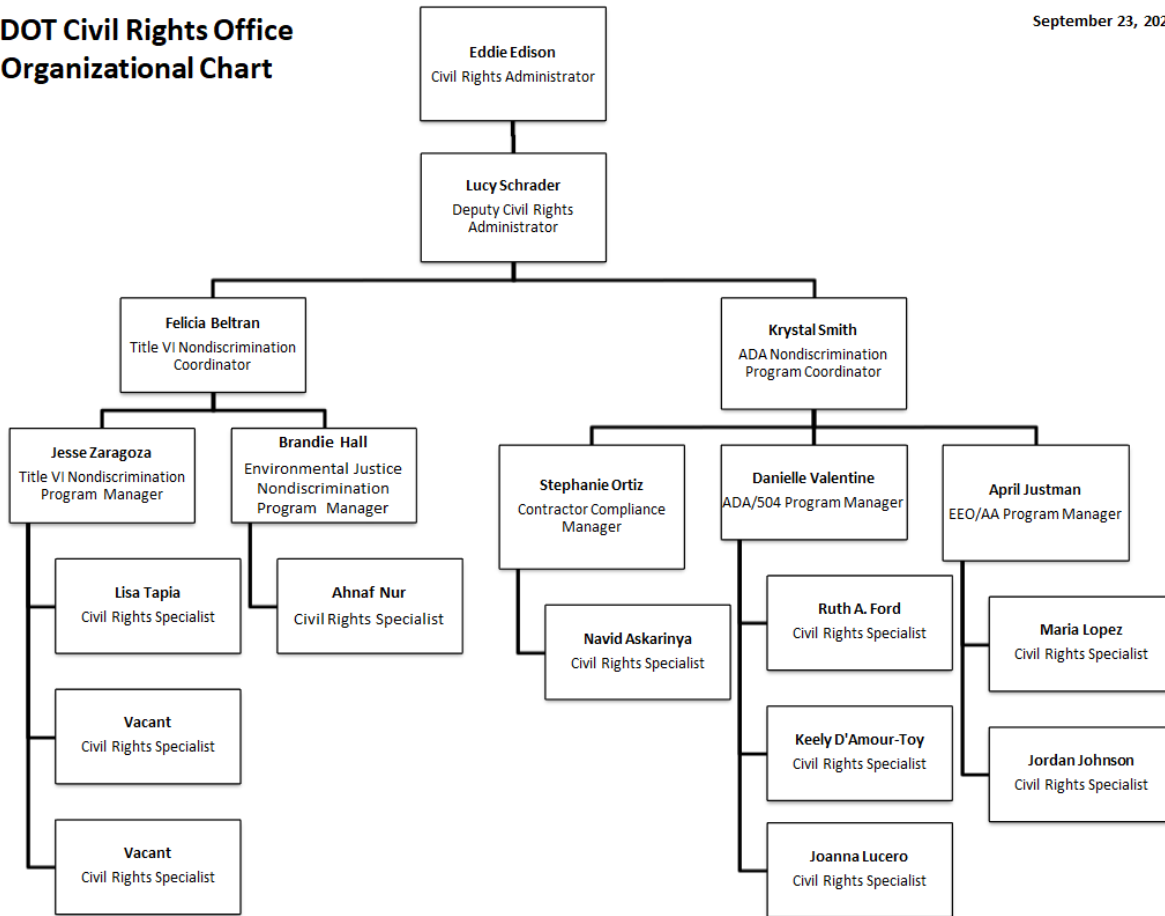 DOT Civil Rights Office
Organizational Chart
September 23, 202
Eddie Edison
Civil Rights Administrator
Lucy Schrader
Deputy Civil Rights
Administrator
Felicia Beltran
Title VI Nondiscrimination
Coordinator
Krystal Smith
ADA Nondiscrimination
Program Coordinator
Jesse Zaragoza
Title VI Nondiscrimination
Program Manager
Brandie Hall
Environmental Justice
Nondiscrimination
Program Manager
Stephanie Ortiz
Contractor Compliance
Manager
Danielle Valentine
ADA/504 Program Manager
April Justman
EEO/AA Program Manager
Lisa Tapia
Civil Rights Specialist
Ahnaf Nur
Civil Rights Specialist
Navid Askarinya
Civil Rights Specialist
Ruth A. Ford
Civil Rights Specialist
Maria Lopez
Civil Rights Specialist
Vacant
Civil Rights Specialist
Keely D'Amour-Toy
Civil Rights Specialist
Jordan Johnson
Civil Rights Specialist
Vacant
Civil Rights Specialist
Joanna Lucero
Civil Rights Specialist